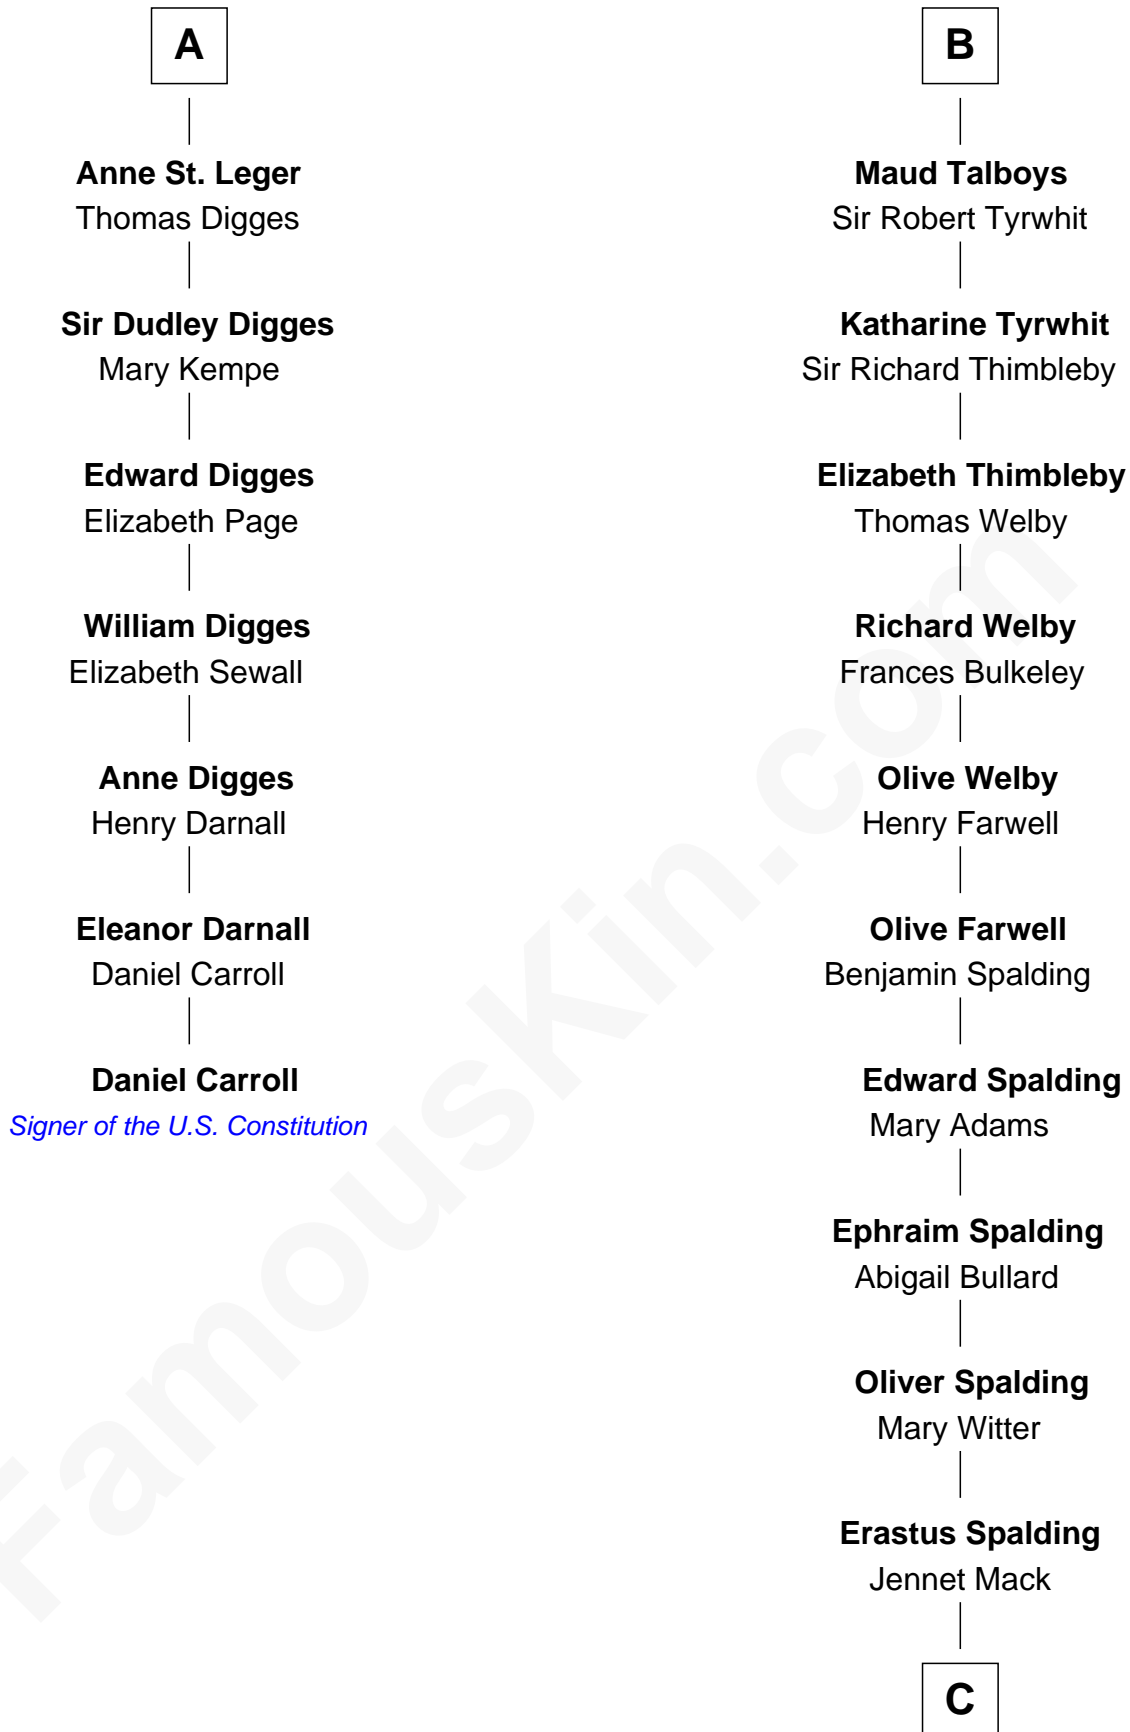 A
Anne St. Leger
Thomas Digges
Sir Dudley Digges
Mary Kempe
Edward Digges
Elizabeth Page
William Digges
Elizabeth Sewall
Anne Digges
Henry Darnall
Eleanor Darnall
Daniel Carroll
Daniel Carroll
Signer of the U.S. Constitution
B
Maud Talboys
Sir Robert Tyrwhit
Katharine Tyrwhit
Sir Richard Thimbleby
Elizabeth Thimbleby
Thomas Welby
Richard Welby
Frances Bulkeley
Olive Welby
Henry Farwell
Olive Farwell
Benjamin Spalding
Edward Spalding
Mary Adams
Ephraim Spalding
Abigail Bullard
Oliver Spalding
Mary Witter
Erastus Spalding
Jennet Mack
C
FamousKin.com